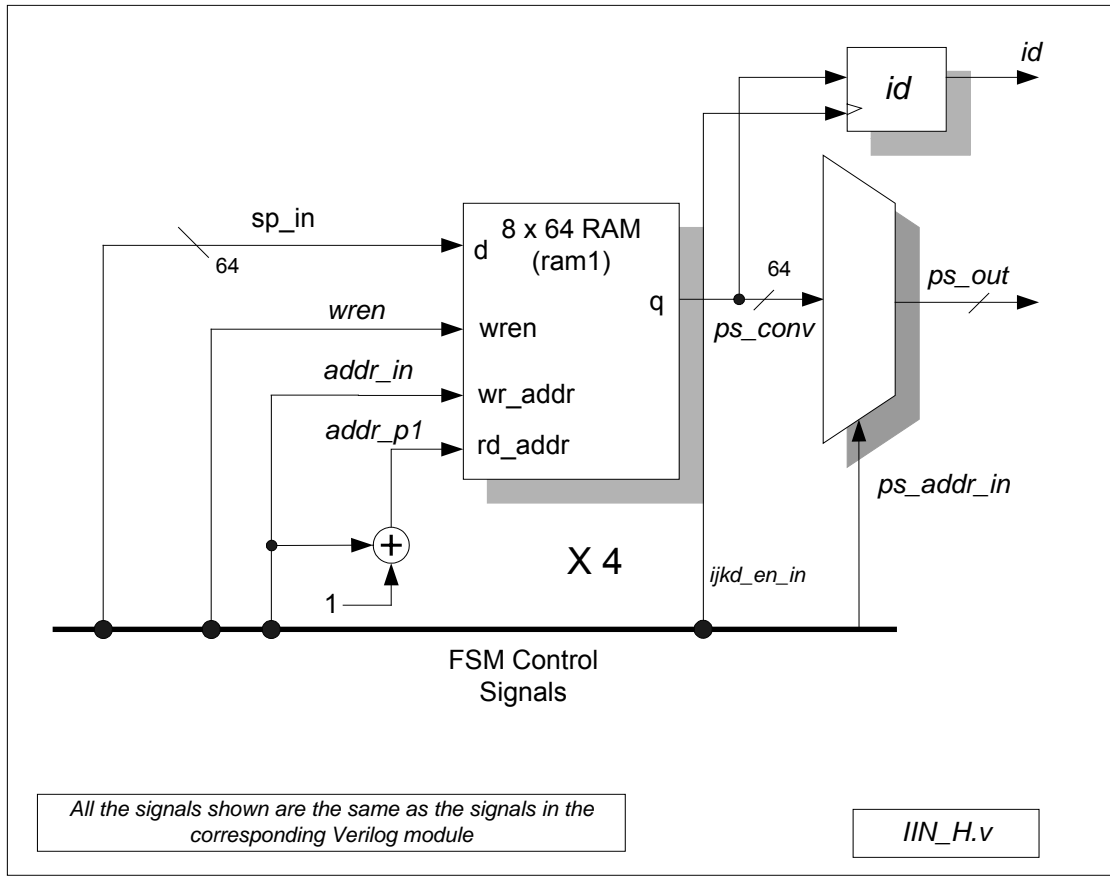 id
id
sp_in
64
8 x 64 RAM
(ram1)
d
64
ps_out
wren
wren
q
ps_conv
addr_in
wr_addr
addr_p1
rd_addr
ps_addr_in
+
X 4
ijkd_en_in
1
FSM Control
Signals
All the signals shown are the same as the signals in the
corresponding Verilog module
IIN_H.v